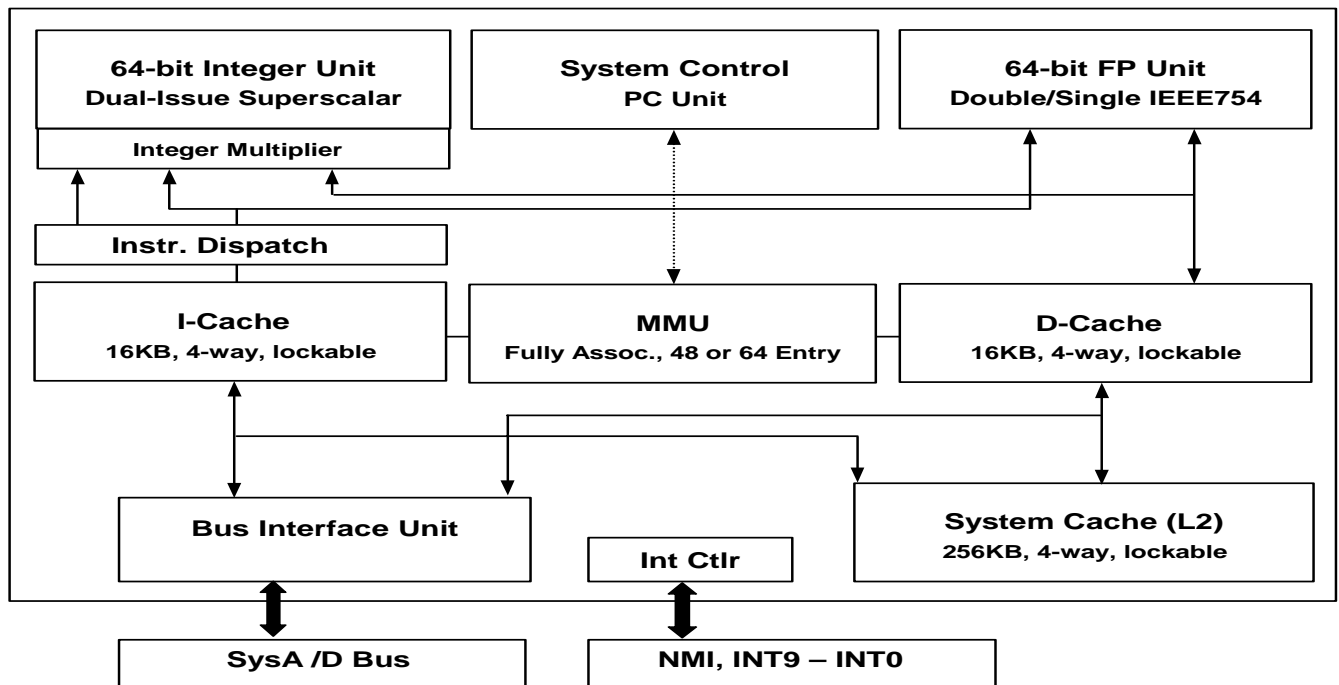 64-bit Integer Unit
Dual-Issue Superscalar
Integer Multiplier
System Control
PC Unit
64-bit FP Unit
Double/Single IEEE754
Instr. Dispatch
I-Cache
16KB, 4-way, lockable
MMU
Fully Assoc., 48 or 64 Entry
D-Cache
16KB, 4-way, lockable
Bus Interface Unit
Int Ctlr
System Cache (L2)
256KB, 4-way, lockable
SysA /D Bus
NMI, INT9 – INT0